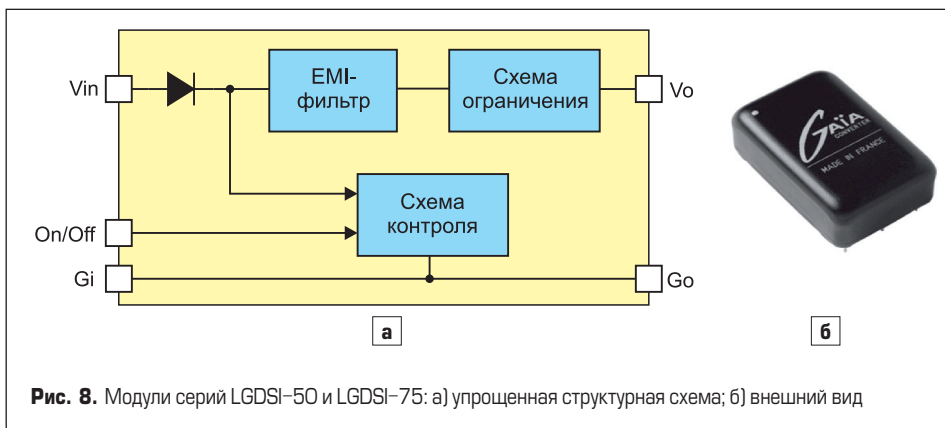 Vin
EMI-
фильтр
Схема
ограничения
Vo
Схема
контроля
On/Off
Gi
Go
а
GAÏA
CONVERTER
MADE IN FRANCE
б
Рис. 8. Модули серий LGDSI–50 и LGDSI–75: а) упрощенная структурная схема; б) внешний вид